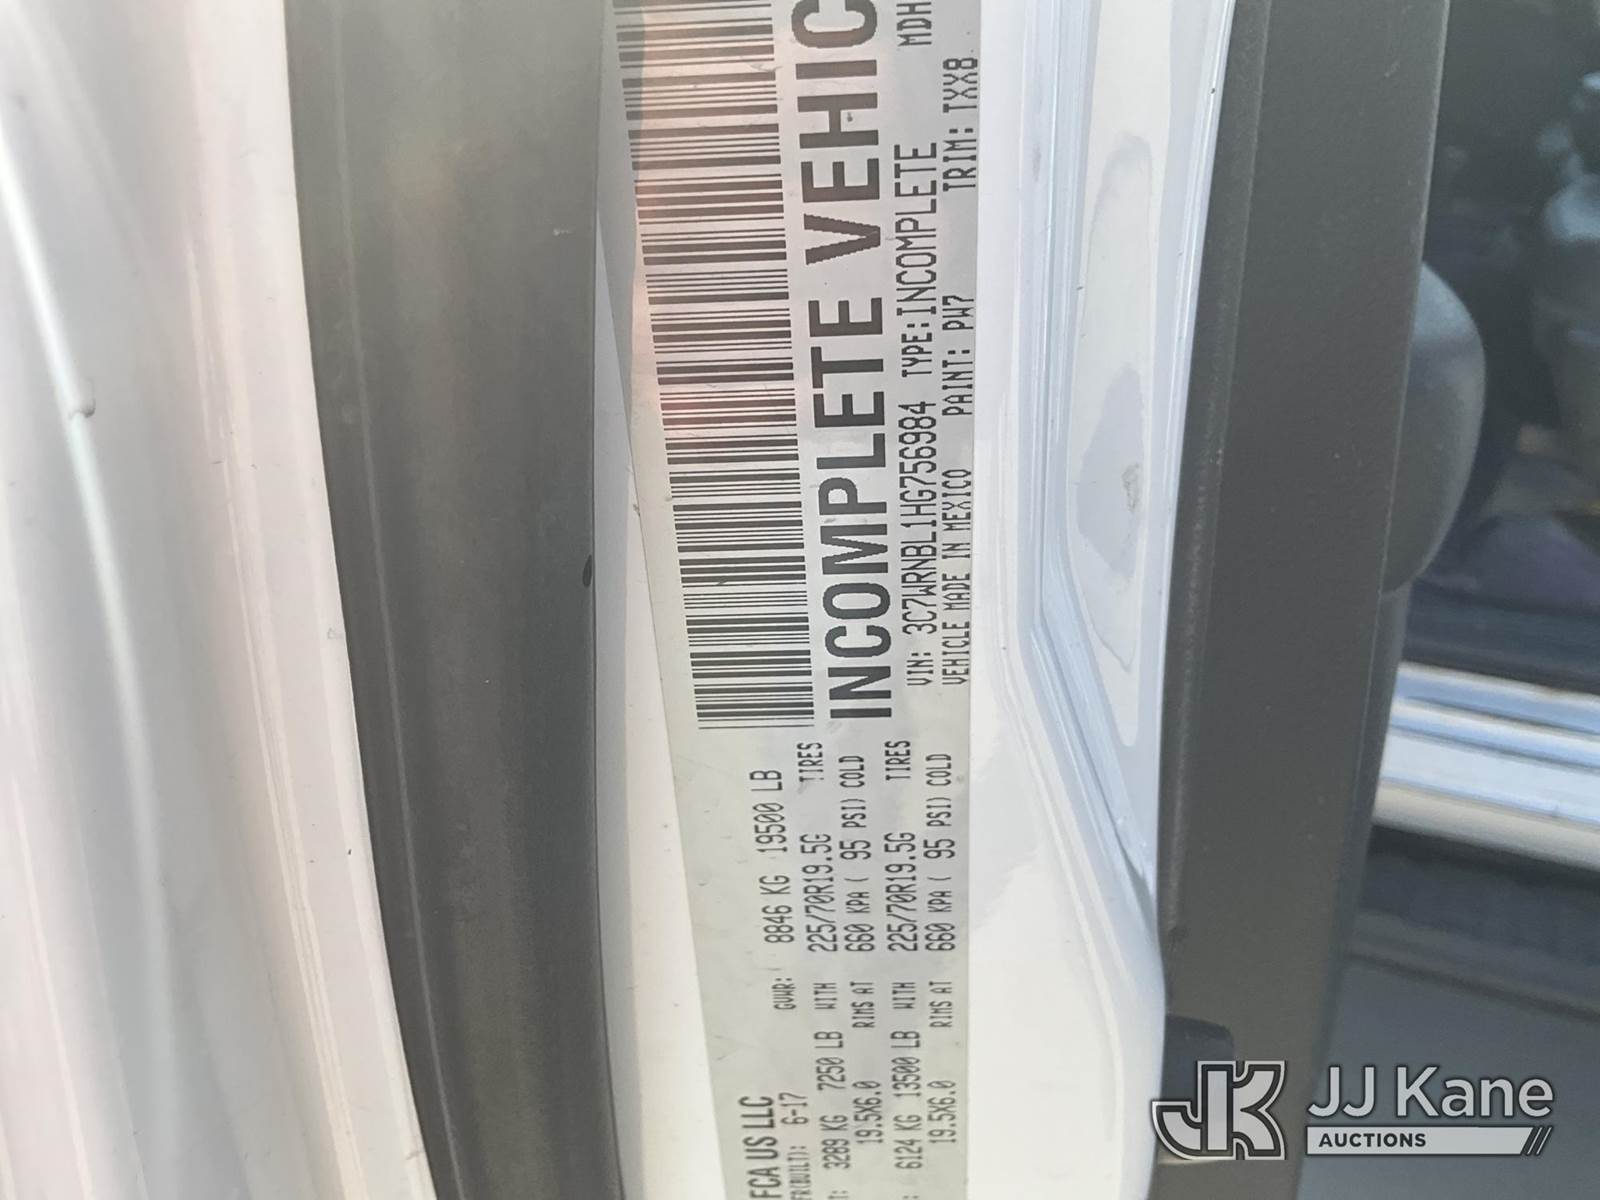 FCA US LLC
6-17
GVWR: 8846 KG 19500 LB
3289 KG 7250 LB WITH 225/70R19.5G TIRES
19.5X6.0 RIMS AT 660 KPA ( 95 PSI) COLD
6124 KG 13500 LB WITH 225/70R19.5G TIRES
19.5X6.0 RIMS AT 660 KPA ( 95 PSI) COLD
INCOMPLETE VEHIC
VIN: 3C7WRNBL1HG756984 TYPE:INCOMPLETE MDH
VEHICLE MADE IN MEXICO PAINT: PW7 TRIM: TXX8
JJ Kane
AUCTIONS